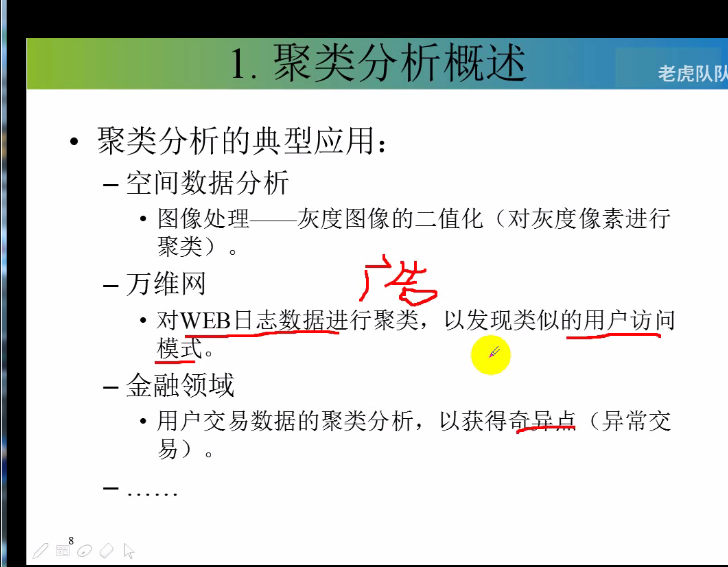 1. 聚类分析概述
老虎队队
• 聚类分析的典型应用：
– 空间数据分析
• 图像处理——灰度图像的二值化（对灰度像素进行
聚类）。
– 万维网
广告
• 对WEB日志数据进行聚类，以发现类似的用户访问
模式。
– 金融领域
• 用户交易数据的聚类分析，以获得奇异点（异常交
易）。
– ……
8